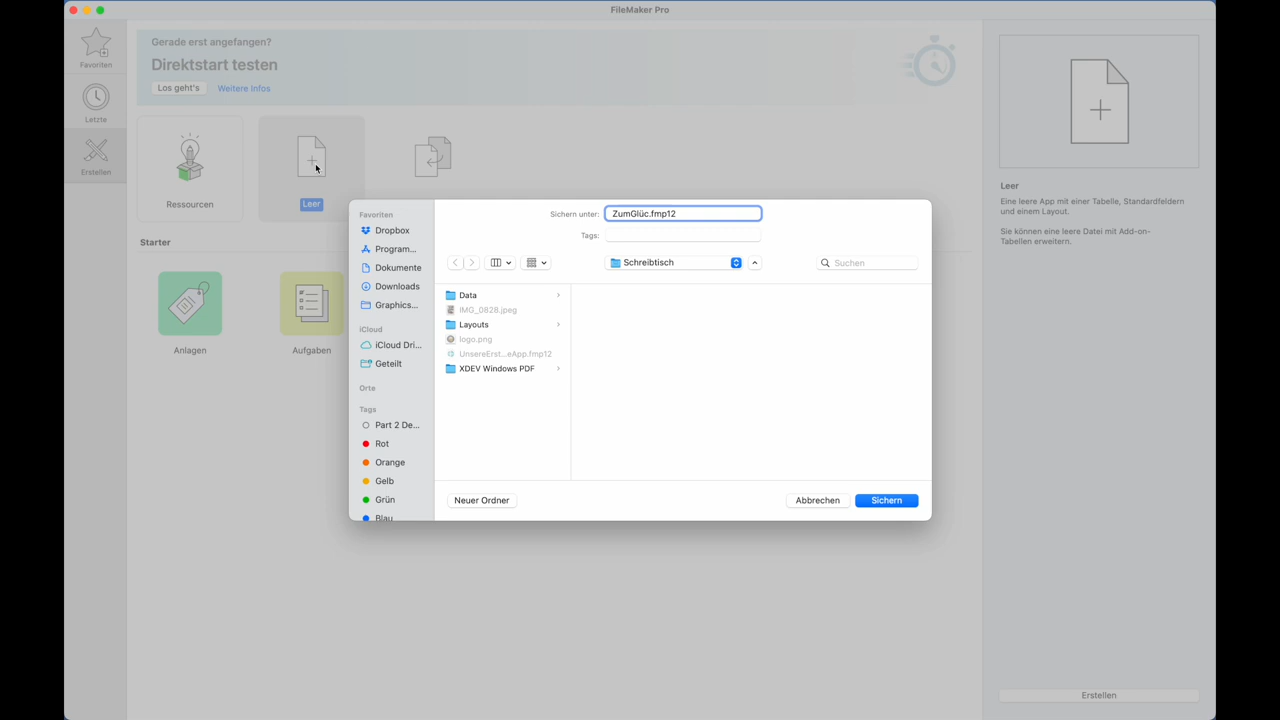 FileMaker Pro
Favoriten
Letzte
Erstellen
Gerade erst angefangen?
Direktstart testen
Los geht's
Weitere Infos
Ressourcen
Leer
Starter
Anlagen
Aufgaben
Favoriten
Dropbox
Program...
Dokumente
Downloads
Graphics...
iCloud
iCloud Dri...
Geteilt
Orte
Tags
Part 2 De...
Rot
Orange
Gelb
Grün
Blau
Sichern unter:
ZumGlüc.fmp12
Tags:
Schreibtisch
Suchen
Data
IMG_0828.jpeg
Layouts
logo.png
UnsereErst...eApp.fmp12
XDEV Windows PDF
Neuer Ordner
Abbrechen
Sichern
Leer
Eine leere App mit einer Tabelle, Standardfeldern
und einem Layout.
Sie können eine leere Datei mit Add-on-
Tabellen erweitern.
Erstellen